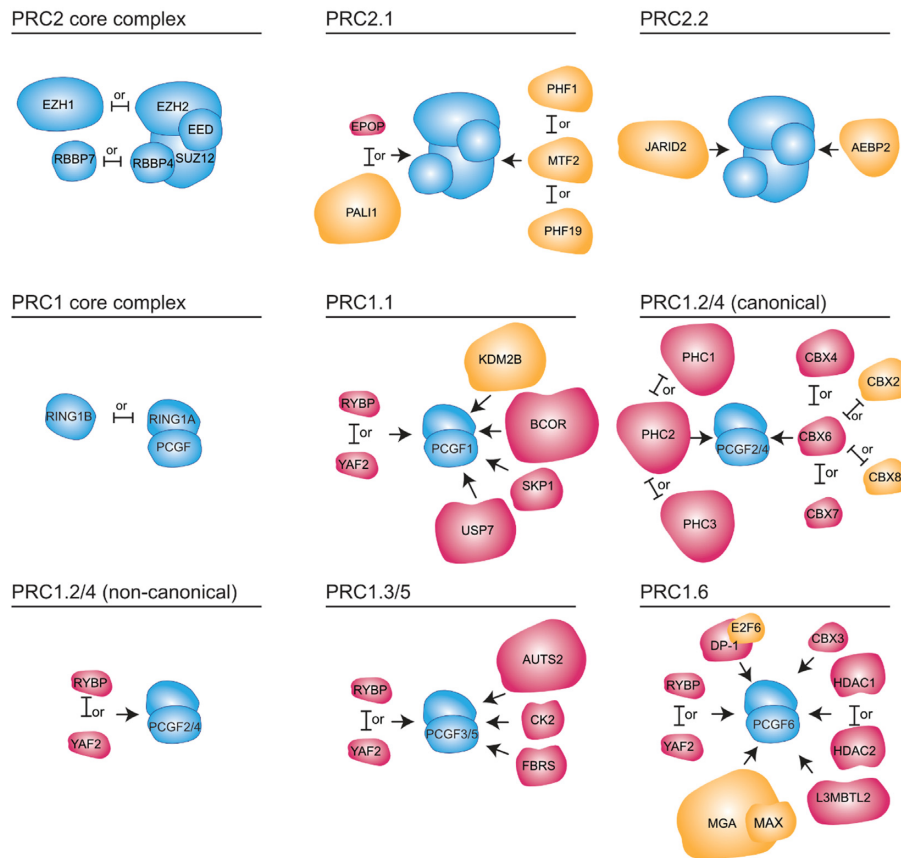 PRC2 core complex
PRC2.1
PRC2.2
EZH1
or
EZH2
EED
RBBP7
or
RBBP4
SUZ12
EPOP
or
PALI1
PHF1
or
MTF2
or
PHF19
JARID2
AEBP2
PRC1 core complex
PRC1.1
PRC1.2/4 (canonical)
RING1B
or
RING1A
PCGF
KDM2B
RYBP
or
YAF2
PCGF1
BCOR
SKP1
USP7
PHC1
or
PHC2
or
PHC3
PCGF2/4
CBX4
or
CBX2
or
CBX6
or
CBX8
or
CBX7
PRC1.2/4 (non-canonical)
PRC1.3/5
PRC1.6
RYBP
or
YAF2
PCGF2/4
RYBP
or
YAF2
PCGF3/5
AUTS2
CK2
FBRS
E2F6
DP-1
CBX3
RYBP
or
YAF2
PCGF6
HDAC1
or
HDAC2
L3MBTL2
MGA
MAX